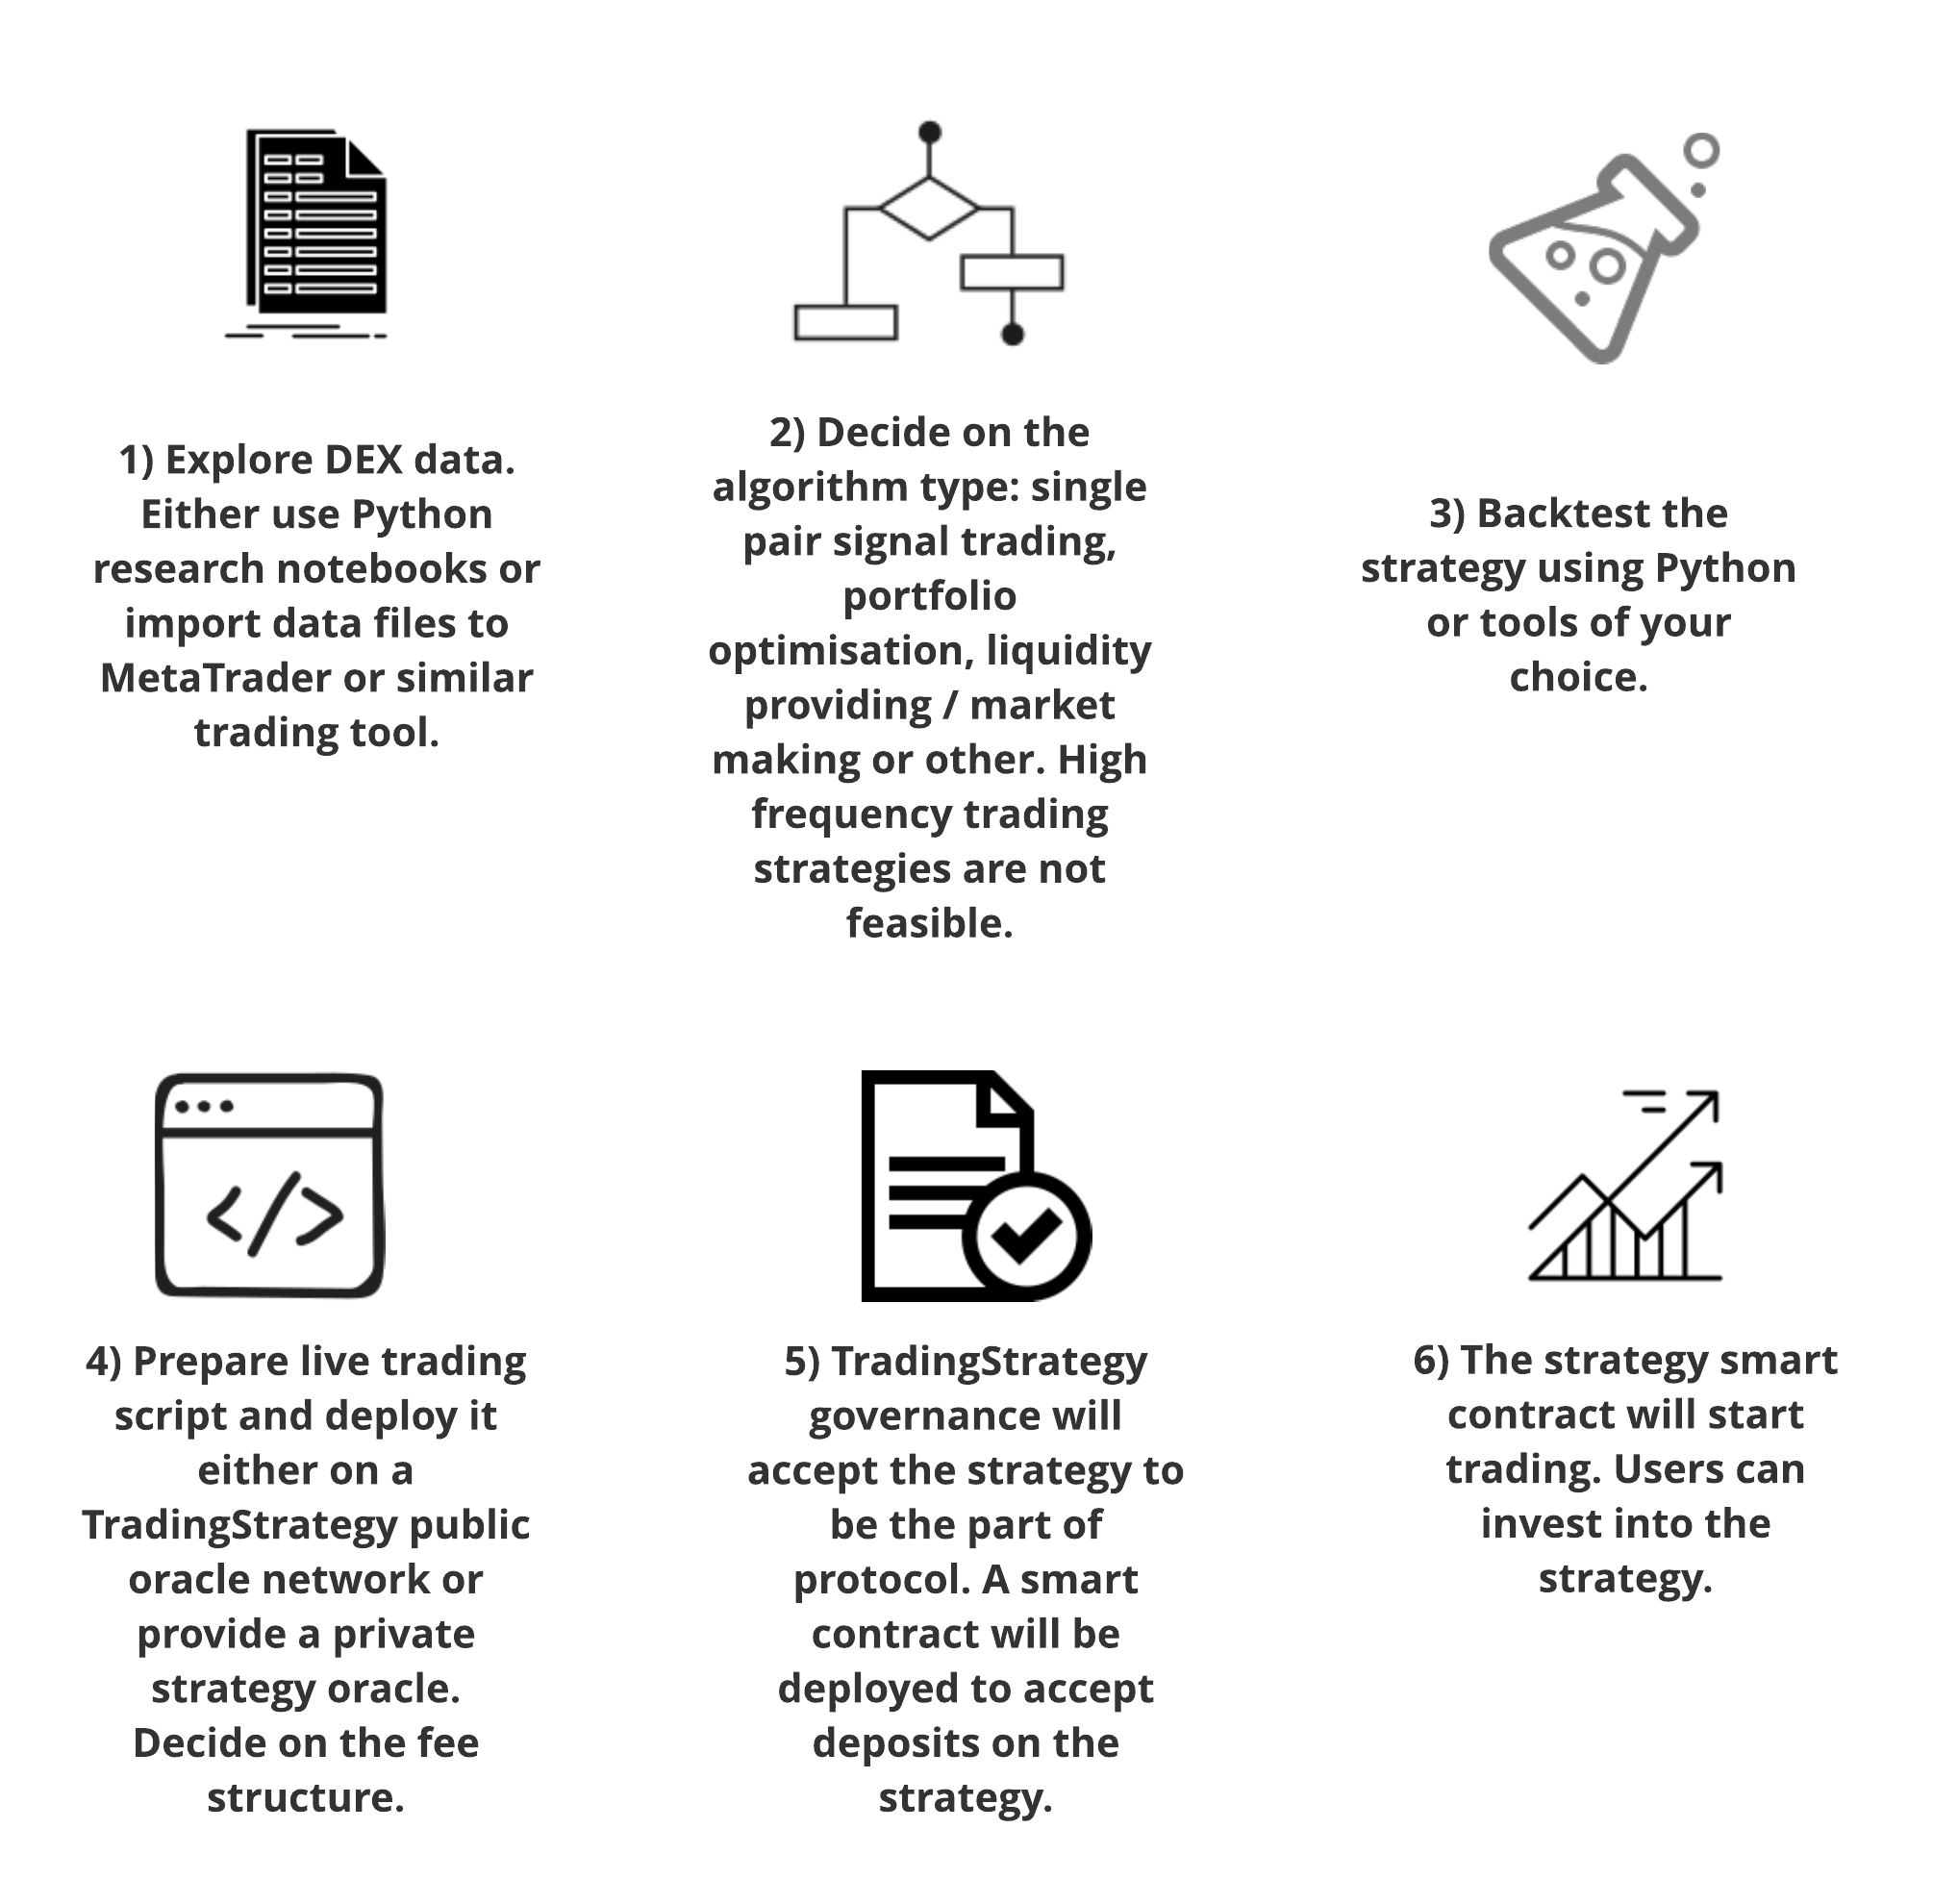 1) Explore DEX data.
Either use Python
research notebooks or
import data files to
MetaTrader or similar
trading tool.
2) Decide on the
algorithm type: single
pair signal trading,
portfolio
optimisation, liquidity
providing / market
making or other. High
frequency trading
strategies are not
feasible.
3) Backtest the
strategy using Python
or tools of your
choice.
4) Prepare live trading
script and deploy it
either on a
TradingStrategy public
oracle network or
provide a private
strategy oracle.
Decide on the fee
structure.
5) TradingStrategy
governance will
accept the strategy to
be the part of
protocol. A smart
contract will be
deployed to accept
deposits on the
strategy.
6) The strategy smart
contract will start
trading. Users can
invest into the
strategy.